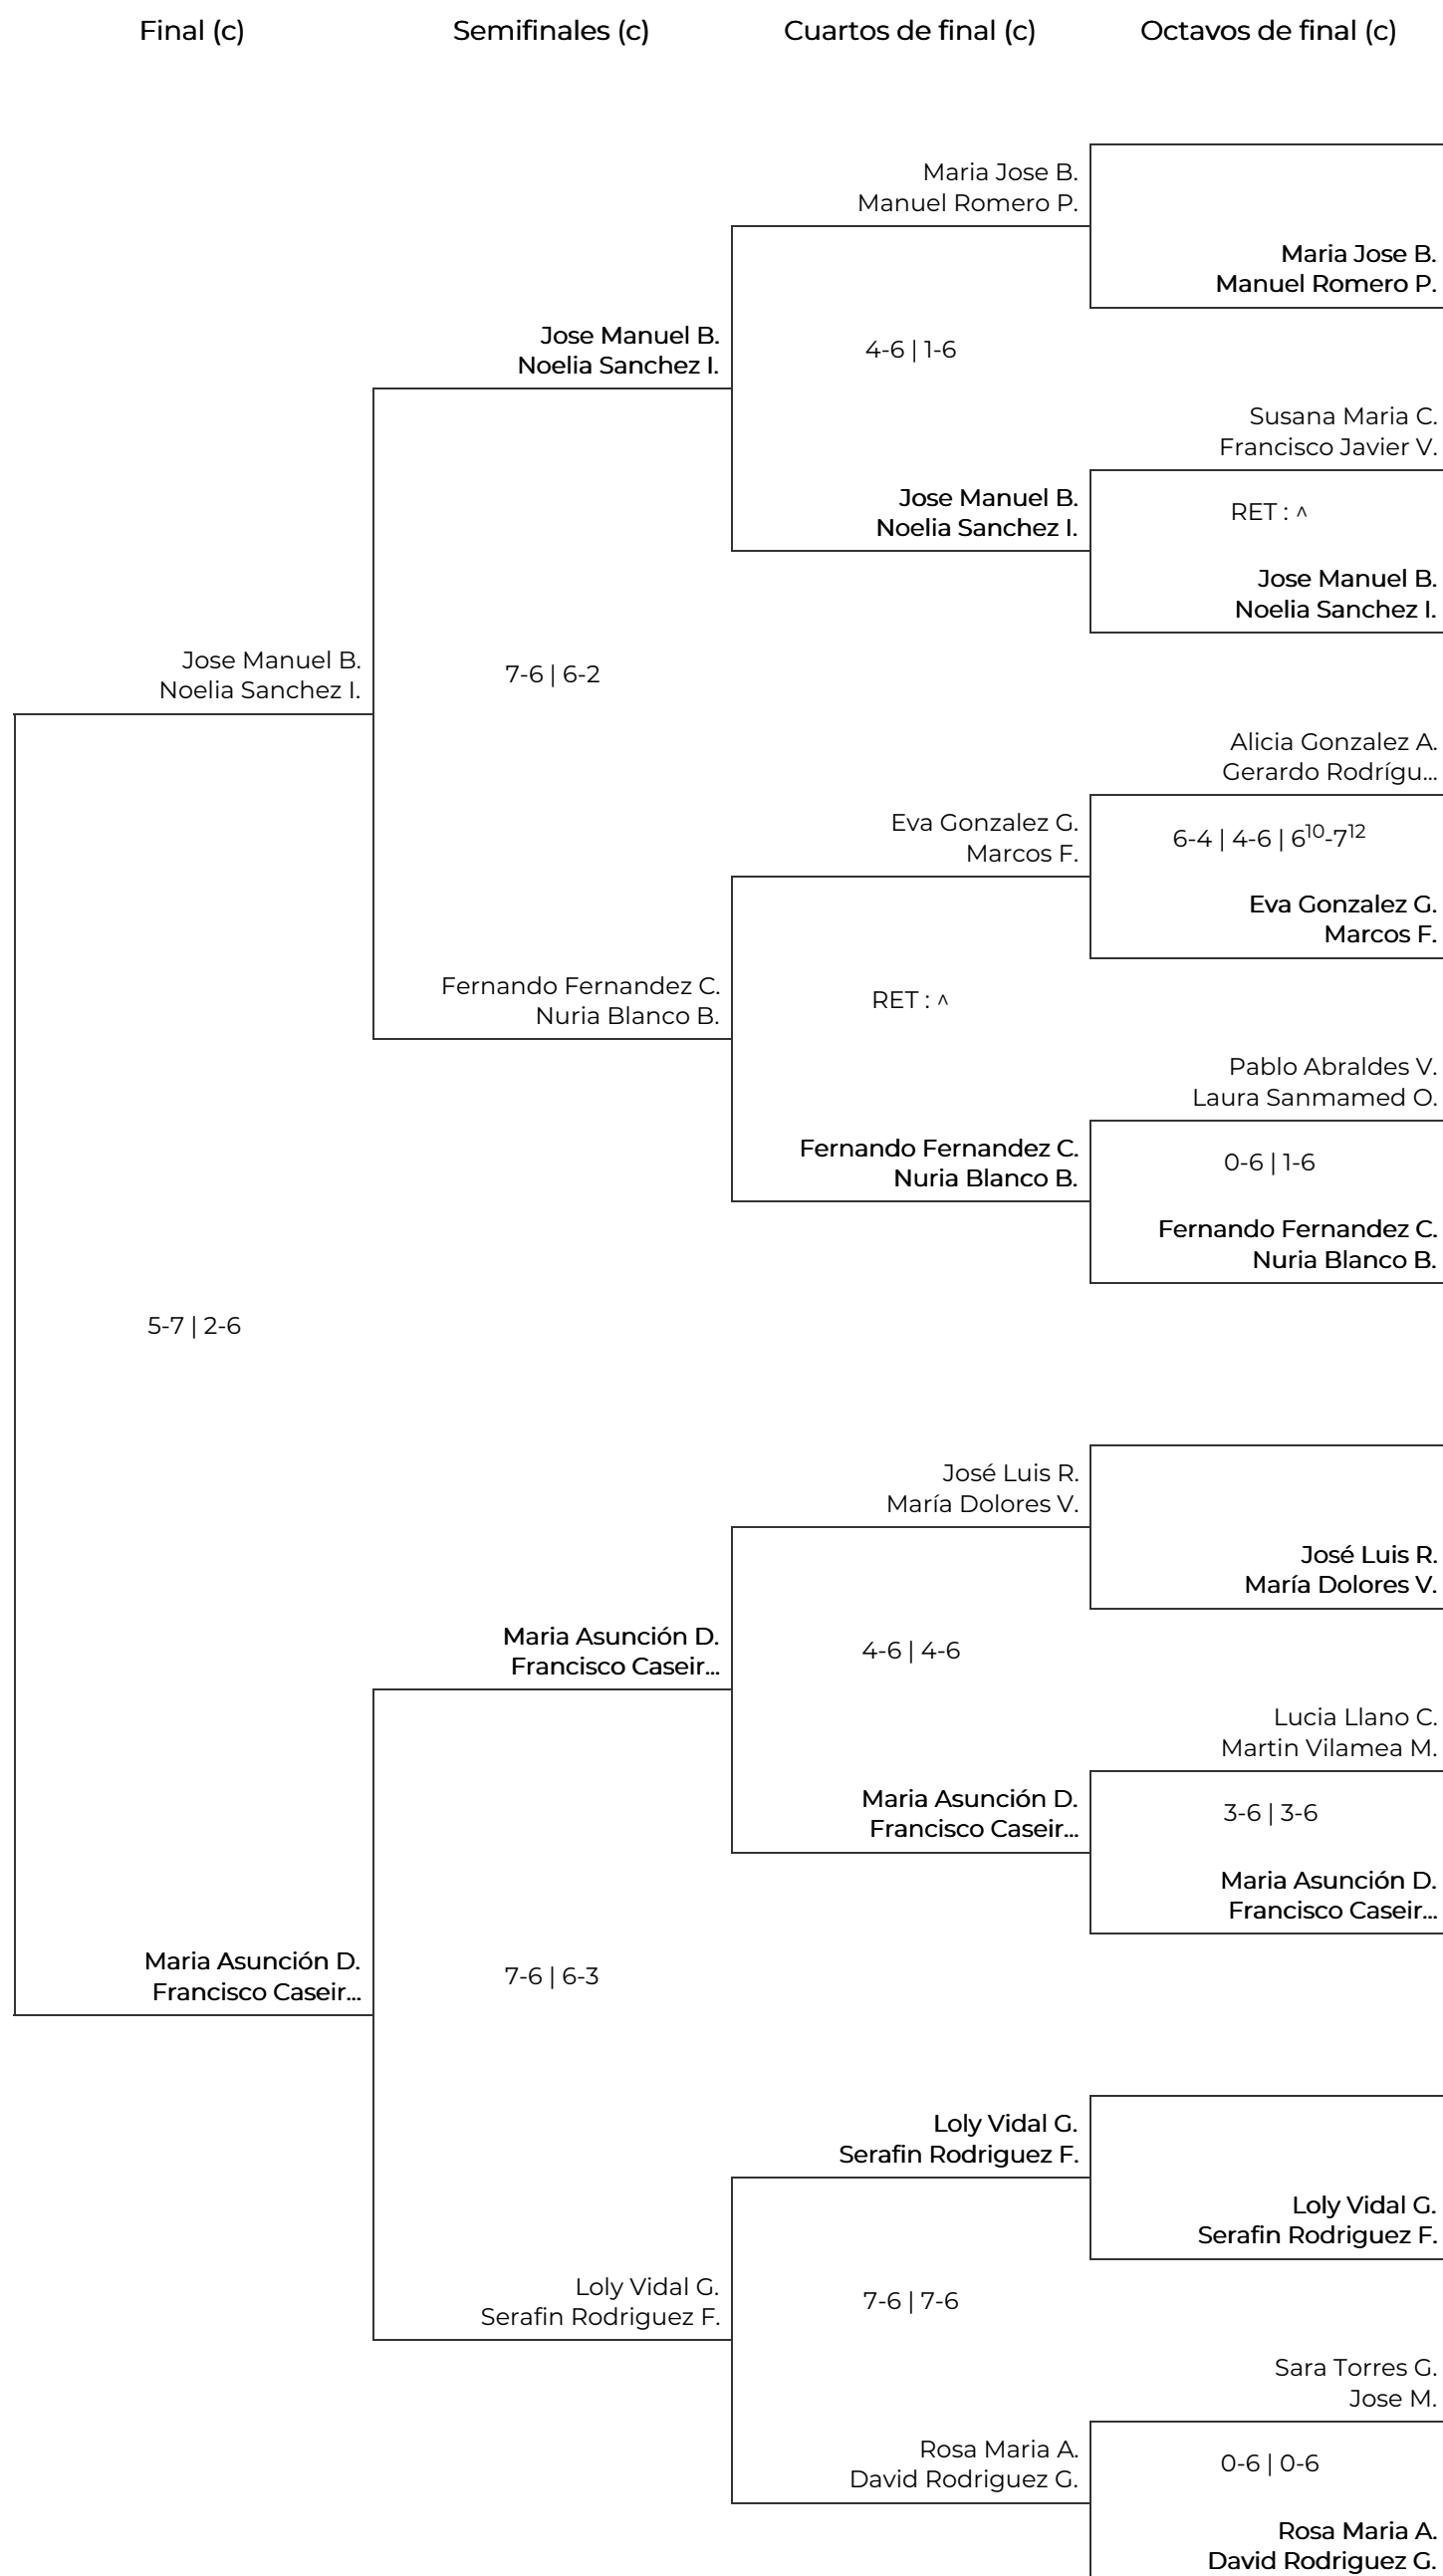 Final (c)
Semifinales (c)
Cuartos de final (c)
Octavos de final (c)
Maria Jose B.
Manuel Romero P.
Maria Jose B.
Manuel Romero P.
Jose Manuel B.
Noelia Sanchez I.
4-6 | 1-6
Susana Maria C.
Francisco Javier V.
Jose Manuel B.
Noelia Sanchez I.
RET : ^
Jose Manuel B.
Noelia Sanchez I.
Jose Manuel B.
Noelia Sanchez I.
7-6 | 6-2
Alicia Gonzalez A.
Gerardo Rodrígu...
Eva Gonzalez G.
Marcos F.
6-4 | 4-6 | 6¹⁰-7¹²
Eva Gonzalez G.
Marcos F.
Fernando Fernandez C.
Nuria Blanco B.
RET : ^
Pablo Abraldes V.
Laura Sanmamed O.
Fernando Fernandez C.
Nuria Blanco B.
0-6 | 1-6
Fernando Fernandez C.
Nuria Blanco B.
5-7 | 2-6
José Luis R.
María Dolores V.
José Luis R.
María Dolores V.
Maria Asunción D.
Francisco Caseir...
4-6 | 4-6
Lucia Llano C.
Martin Vilamea M.
Maria Asunción D.
Francisco Caseir...
3-6 | 3-6
Maria Asunción D.
Francisco Caseir...
Maria Asunción D.
Francisco Caseir...
7-6 | 6-3
Loly Vidal G.
Serafin Rodriguez F.
Loly Vidal G.
Serafin Rodriguez F.
Loly Vidal G.
Serafin Rodriguez F.
7-6 | 7-6
Sara Torres G.
Jose M.
Rosa Maria A.
David Rodriguez G.
0-6 | 0-6
Rosa Maria A.
David Rodriguez G.